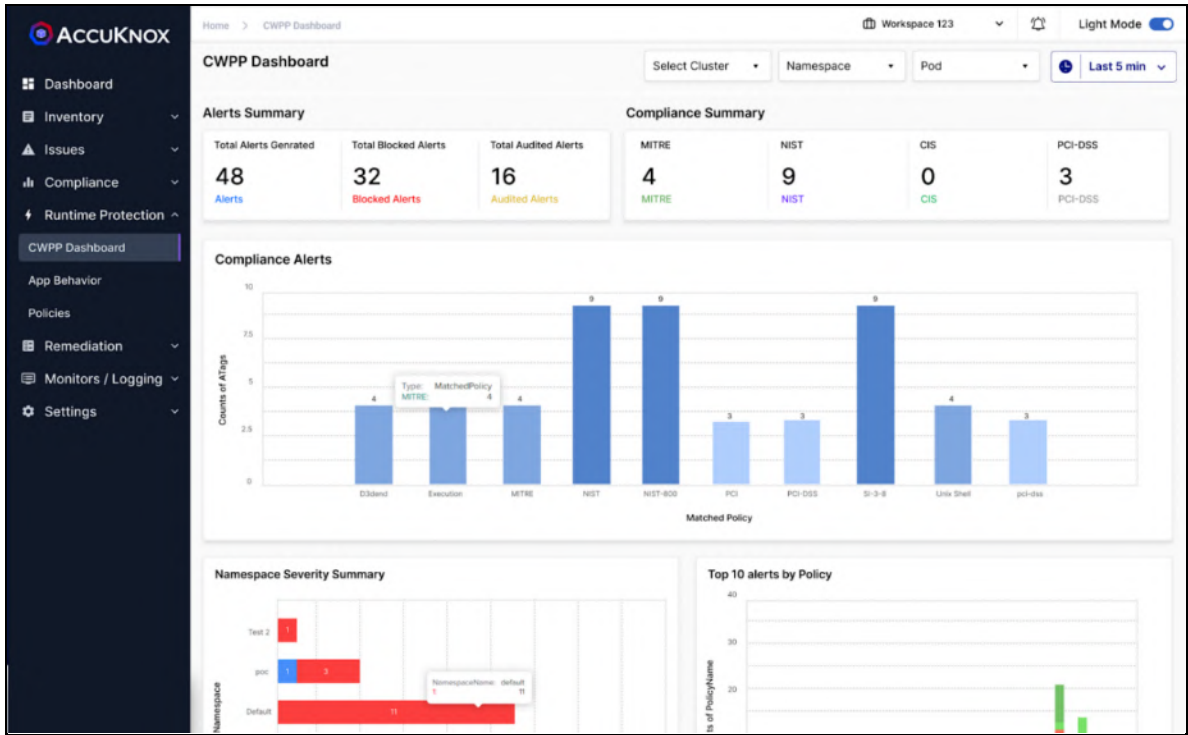 ACCUKNOX
Dashboard
Inventory
Issues
Compliance
Runtime Protection
CWPP Dashboard
App Behavior
Policies
Remediation
Monitors / Logging
Settings
Home > CWPP Dashboard
Workspace 123
Light Mode
CWPP Dashboard
Select Cluster
Namespace
Pod
Last 5 min
Alerts Summary
Total Alerts Genrated
48
Alerts
Total Blocked Alerts
32
Blocked Alerts
Total Audited Alerts
16
Audited Alerts
Compliance Summary
MITRE
4
MITRE
NIST
9
NIST
CIS
0
CIS
PCI-DSS
3
PCI-DSS
Compliance Alerts
Counts of ATags
10
7.5
5
2.5
0
4
Type: MatchedPolicy
MITRE: 4
4
9
9
3
3
9
4
3
D3dend
Execution
MITRE
NIST
NIST-800
PCI
PCI-DSS
SI-3-8
Unix Shell
pci-dss
Matched Policy
Namespace Severity Summary
Namespace
Test 2
1
poc
1
3
NomespaceNome: default
1 11
Default
11
Top 10 alerts by Policy
40
30
20
ts of PolicyName